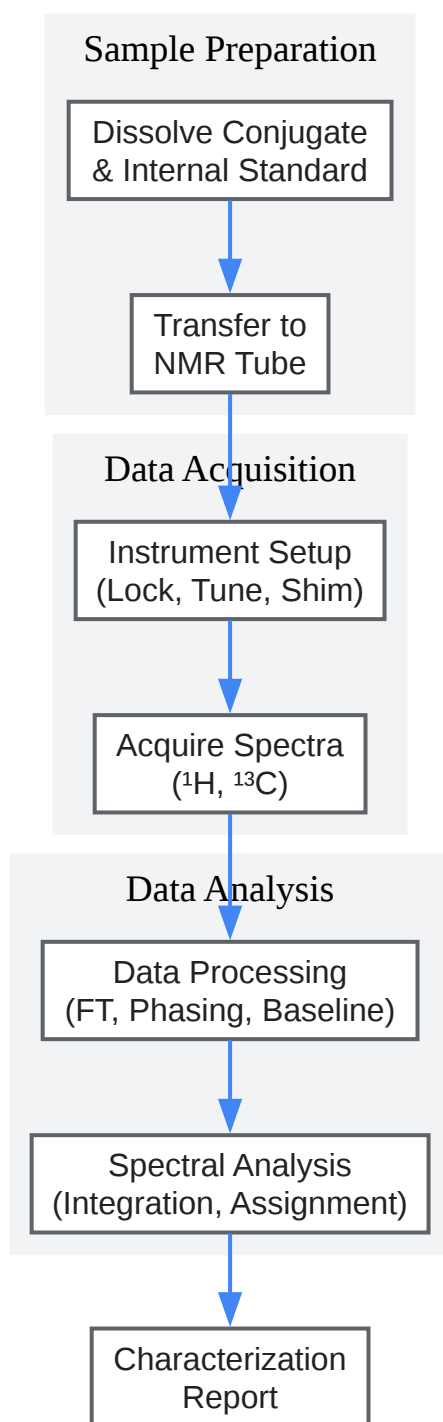 Sample Preparation
Dissolve Conjugate
& Internal Standard
Transfer to
NMR Tube
Data Acquisition
Instrument Setup
(Lock, Tune, Shim)
Acquire Spectra
(¹H, ¹³C)
Data Analysis
Data Processing
(FT, Phasing, Baseline)
Spectral Analysis
(Integration, Assignment)
Characterization
Report